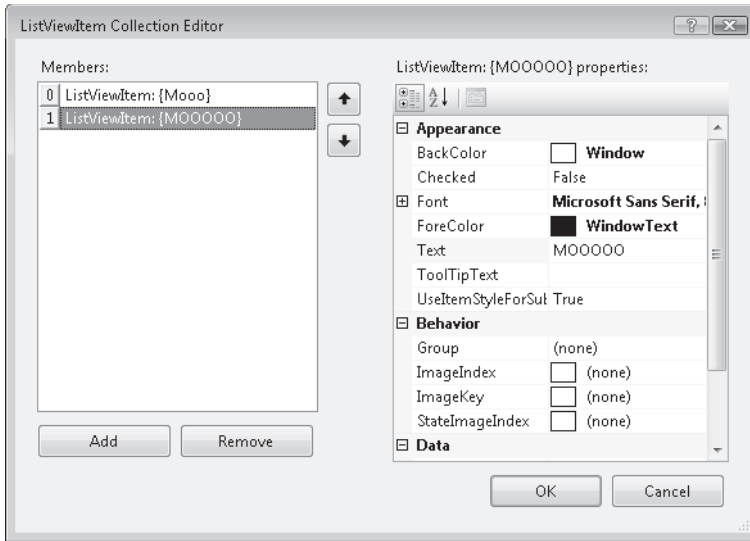 ListViewItem Collection Editor
Members:
0 ListViewItem: {Mooo}
1 ListViewItem: {MOOOOO}
Add
Remove
ListViewItem: {MOOOOO} properties:
Appearance
BackColor Window
Checked False
Font Microsoft Sans Serif,
ForeColor WindowText
Text MOOOOO
ToolTipText
UseItemStyleForSub True
Behavior
Group (none)
ImageIndex (none)
ImageKey (none)
StateImageIndex (none)
Data
OK
Cancel